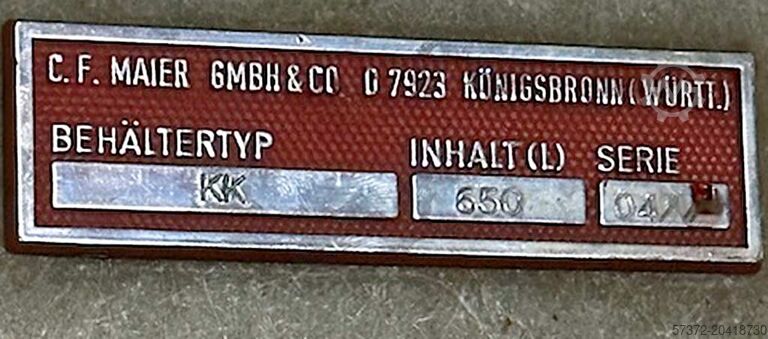 C. F. MAIER GMBH & CO. D 7923 KÖNIGSBRONN (WÜRTT.)
BEHÄLTERTYP INHALT (L) SERIE
KK 650
57372-20418730